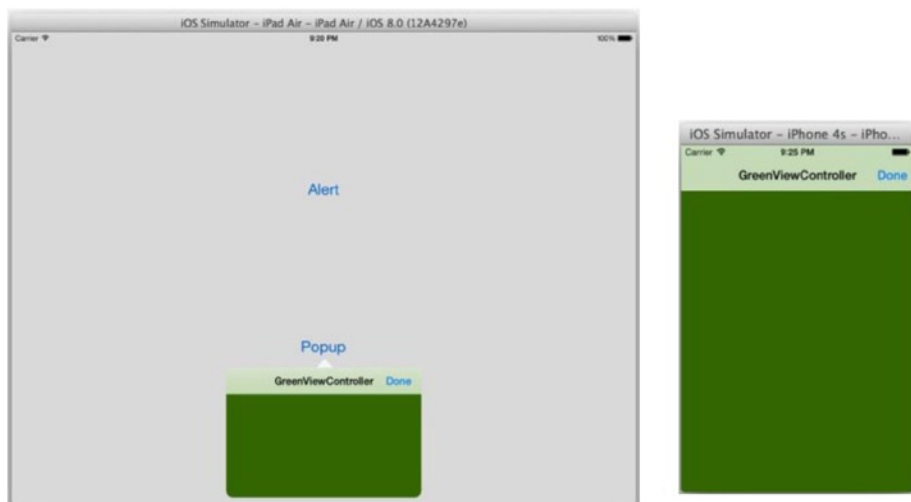 iOS Simulator – iPad Air – iPad Air / iOS 8.0 (12A4297e)
Carrier 9:20 PM 100%
Alert
Popup
GreenViewController Done
iOS Simulator – iPhone 4s – iPho...
Carrier 9:25 PM
GreenViewController Done